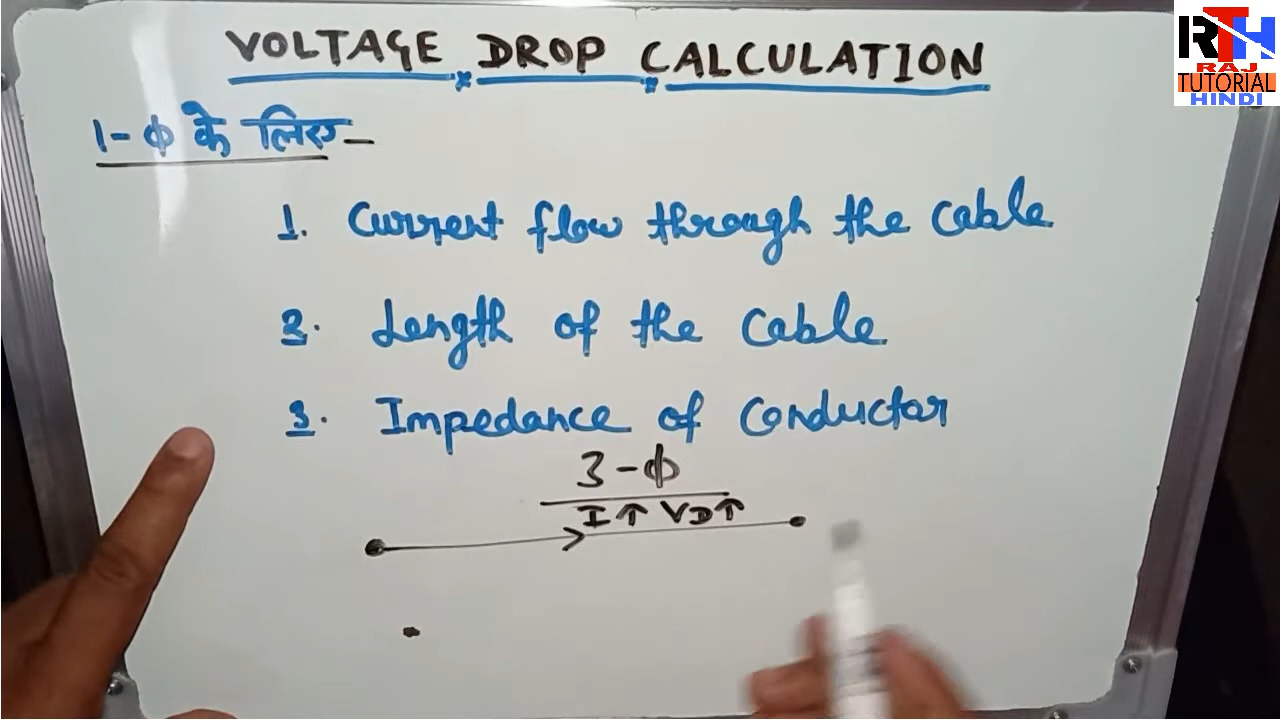 VOLTAGE DROP CALCULATION
RTH
RAJ
TUTORIAL
HINDI
1-Φ के लिए-
1. Current flow through the cable
2. Length of the cable
3. Impedance of conductor
3-Φ
I↑ VD↑